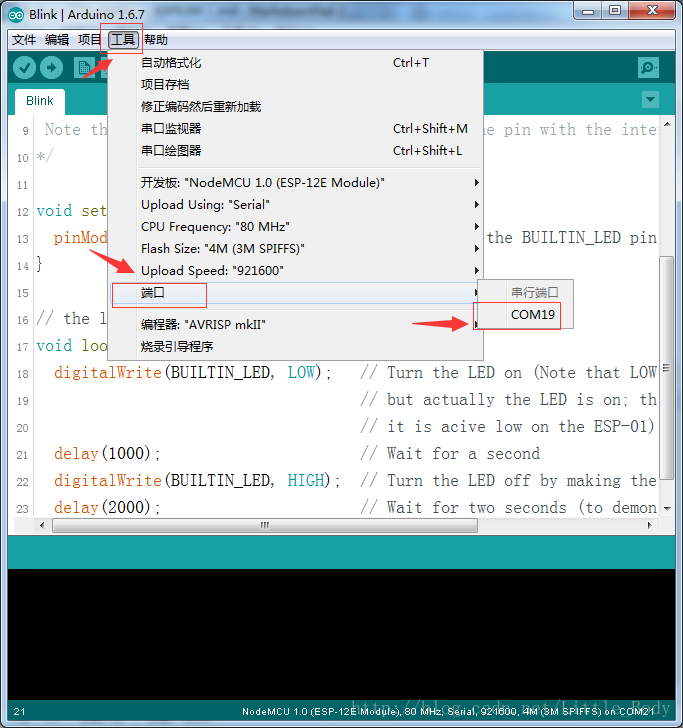 Blink | Arduino 1.6.7
文件 编辑 项目 工具 帮助
自动格式化 Ctrl+T
项目存档
修正编码然后重新加载
串口监视器 Ctrl+Shift+M
串口绘图器 Ctrl+Shift+L
开发板: "NodeMCU 1.0 (ESP-12E Module)"
Upload Using: "Serial"
CPU Frequency: "80 MHz"
Flash Size: "4M (3M SPIFFS)"
Upload Speed: "921600"
端口
串行端口
COM19
编程器: "AVRISP mkII"
烧录引导程序
Blink
9 Note th e pin with the inte
10 */
11
12 void set
13 pinMod the BUILTIN_LED pin
14 }
15
16 // the l
17 void loo
18 digitalWrite(BUILTIN_LED, LOW); // Turn the LED on (Note that LOW
19 // but actually the LED is on; th
20 // it is acive low on the ESP-01)
21 delay(1000); // Wait for a second
22 digitalWrite(BUILTIN_LED, HIGH); // Turn the LED off by making the
23 delay(2000); // Wait for two seconds (to demon
21 NodeMCU 1.0 (ESP-12E Module), 80 MHz, Serial, 921600, 4M (3M SPIFFS) on COM21
http://blog.csdn.net/Little_Rudy